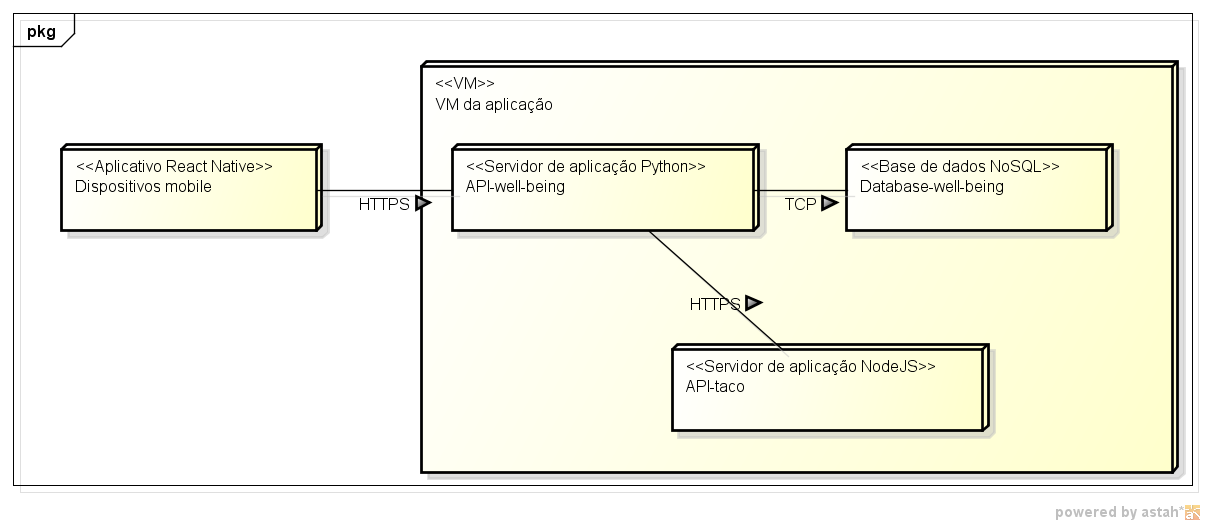 pkg
<<VM>>
VM da aplicação
<<Aplicativo React Native>>
Dispositivos mobile
HTTPS
<<Servidor de aplicação Python>>
API-well-being
TCP
<<Base de dados NoSQL>>
Database-well-being
HTTPS
<<Servidor de aplicação NodeJS>>
API-taco
powered by astah*